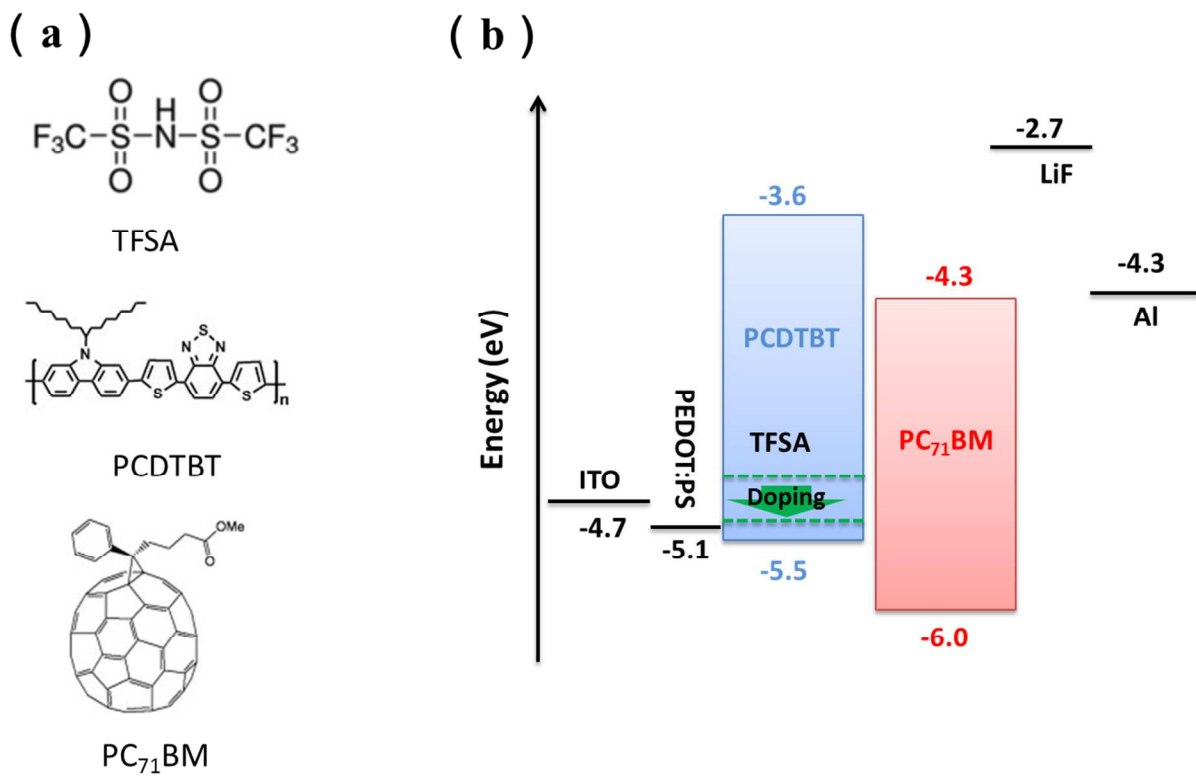 ( a )
O H O
F₃C–S–N–S–CF₃
O O
TFSA
S
N N
N
S S n
PCDTBT
OMe
O
PC₇₁BM
( b )
Energy (eV)
-2.7
LiF
-3.6
-4.3
-4.3
Al
PCDTBT
PEDOT:PS
TFSA
PC₇₁BM
ITO
Doping
-4.7
-5.1
-5.5
-6.0